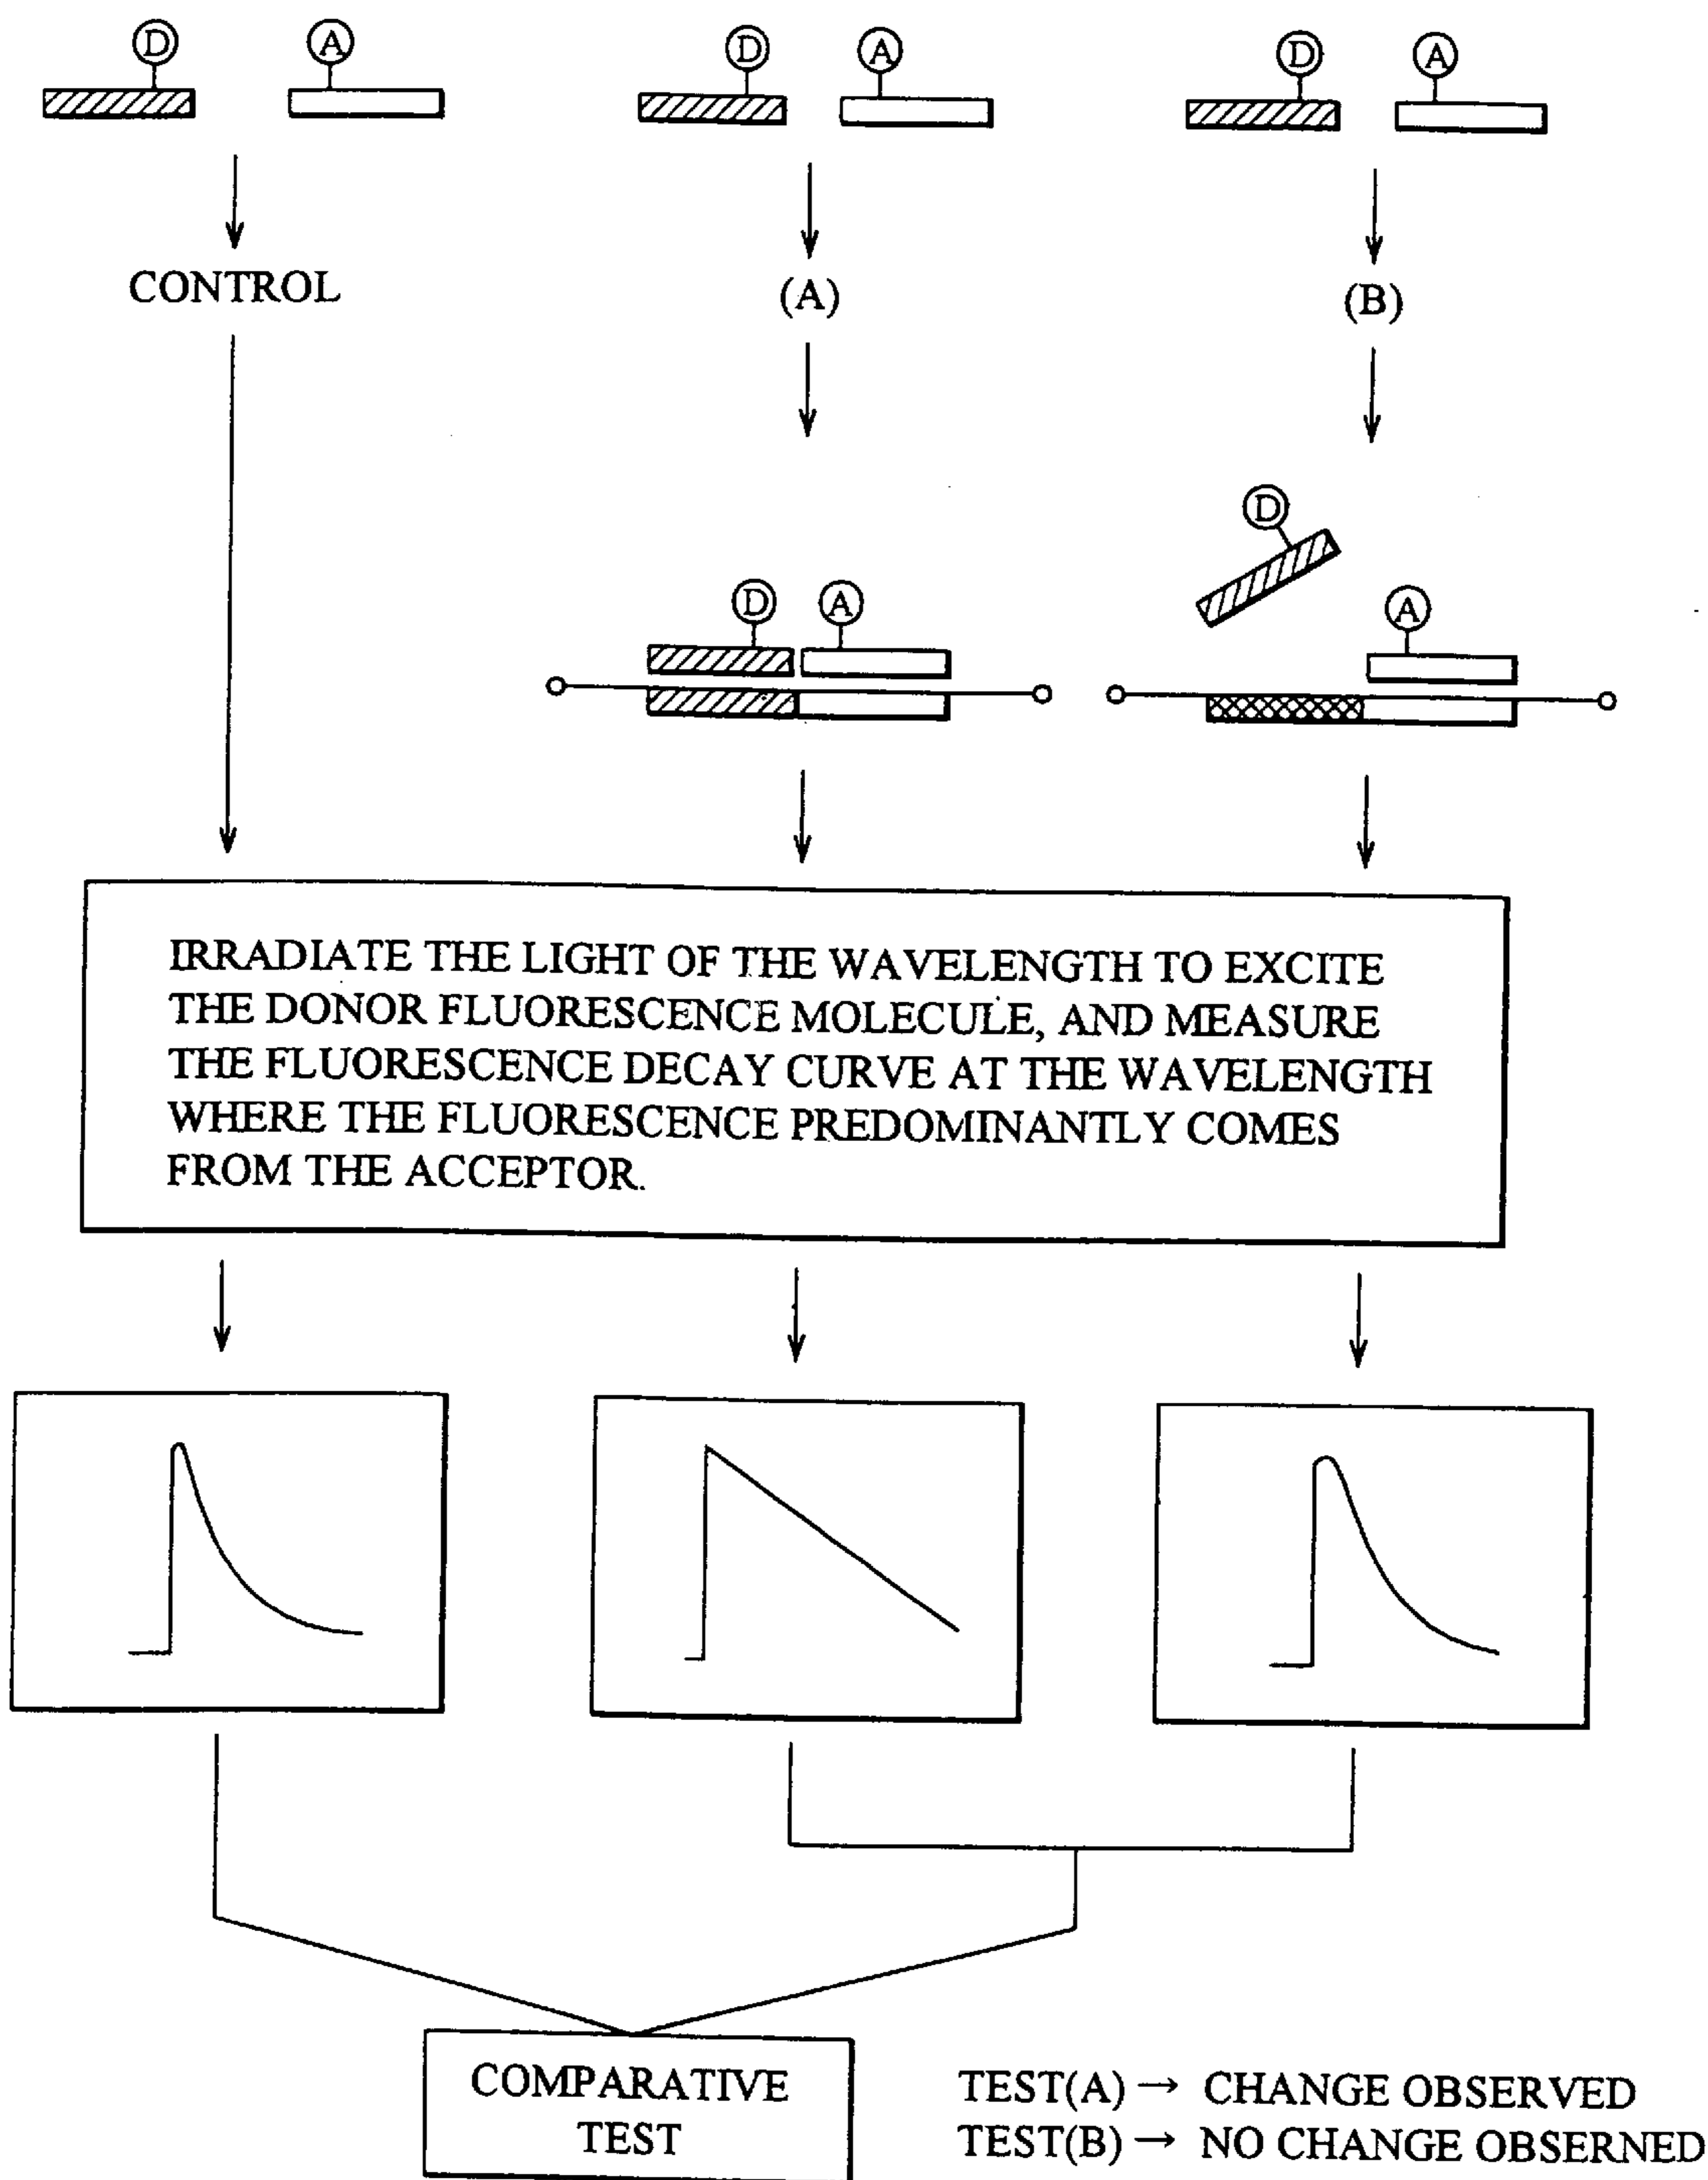 D A D A D A
CONTROL (A) (B)
D
D A A
IRRADIATE THE LIGHT OF THE WAVELENGTH TO EXCITE
THE DONOR FLUORESCENCE MOLECULE, AND MEASURE
THE FLUORESCENCE DECAY CURVE AT THE WAVELENGTH
WHERE THE FLUORESCENCE PREDOMINANTLY COMES
FROM THE ACCEPTOR.
COMPARATIVE
TEST
TEST(A) → CHANGE OBSERVED
TEST(B) → NO CHANGE OBSERNED